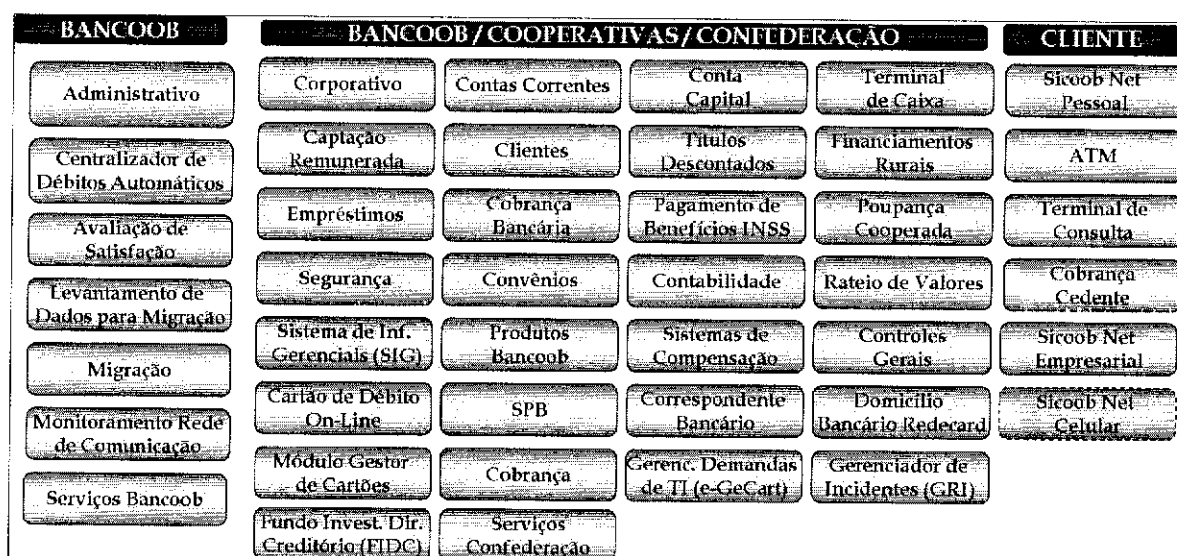 BANCOOB
Administrativo
Centralizador de
Débitos Automáticos
Avaliação de
Satisfação
Levantamento de
Dados para Migração
Migração
Monitoramento Rede
de Comunicação
Serviços Bancoob
BANCOOB / COOPERATIVAS / CONFEDERAÇÃO
Corporativo
Contas Correntes
Conta
Capital
Terminal
de Caixa
Captação
Remunerada
Clientes
Títulos
Descontados
Financiamentos
Rurais
Empréstimos
Cobrança
Bancária
Pagamento de
Benefícios INSS
Poupança
Cooperada
Segurança
Convênios
Contabilidade
Rateio de Valores
Sistema de Inf.
Gerenciais (SIG)
Produtos
Bancoob
Sistemas de
Compensação
Controles
Gerais
Cartão de Débito
On-Line
SPB
Correspondente
Bancário
Domicílio
Bancário Redecard
Módulo Gestor
de Cartões
Cobrança
Gerenc. Demandas
de TI (e-GeCart)
Gerenciador de
Incidentes (GRI)
Fundo Invest. Dir.
Creditório (FIDC)
Serviços
Confederação
CLIENTE
Sicoob Net
Pessoal
ATM
Terminal de
Consulta
Cobrança
Cedente
Sicoob Net
Empresarial
Sicoob Net
Celular